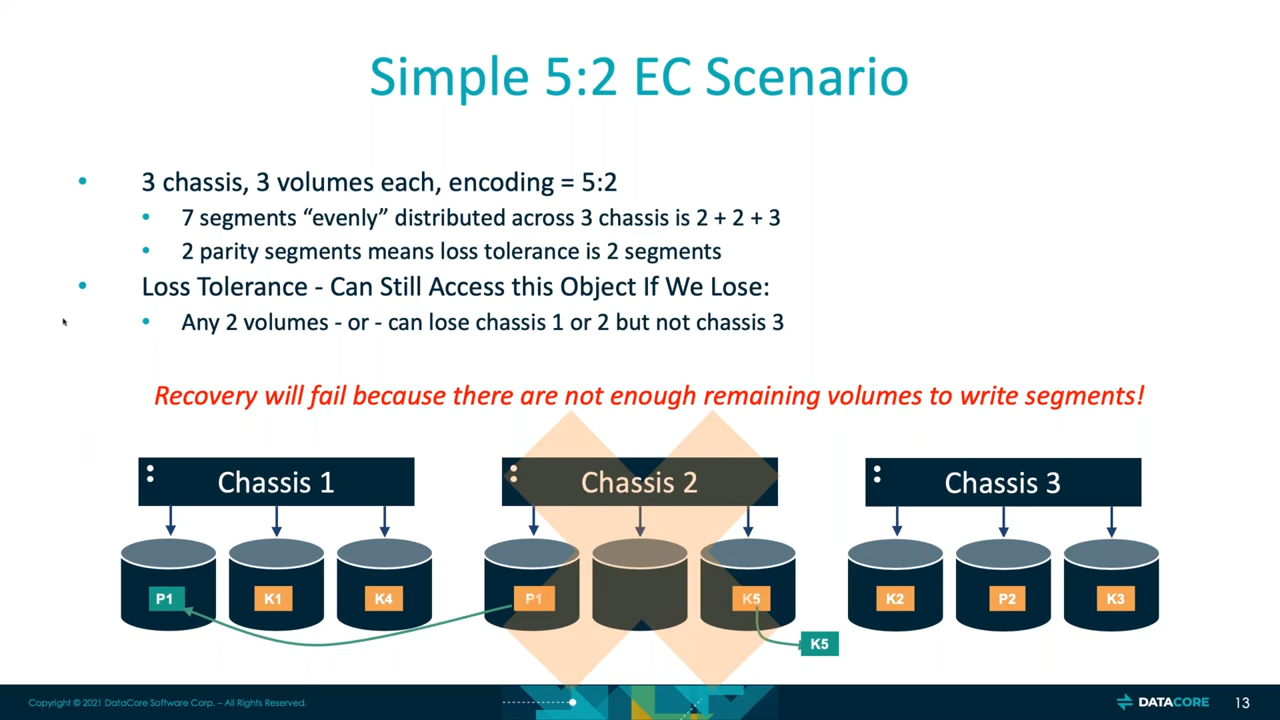 Simple 5:2 EC Scenario
• 3 chassis, 3 volumes each, encoding = 5:2
• 7 segments “evenly” distributed across 3 chassis is 2 + 2 + 3
• 2 parity segments means loss tolerance is 2 segments
• Loss Tolerance - Can Still Access this Object If We Lose:
• Any 2 volumes - or - can lose chassis 1 or 2 but not chassis 3
Recovery will fail because there are not enough remaining volumes to write segments!
Chassis 1
Chassis 2
Chassis 3
P1
K1
K4
P1
K5
K2
P2
K3
K5
Copyright © 2021 DataCore Software Corp. – All Rights Reserved.
DATACORE
13